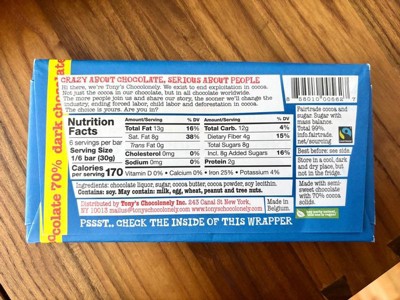 CRAZY ABOUT CHOCOLATE, SERIOUS ABOUT PEOPLE
Hi there, we're Tony's Chocolonely. We exist to end exploitation in cocoa.
Not just the cocoa in our chocolate, but in all chocolate worldwide.
The more people join us and share our story, the sooner we'll change the
industry, ending forced labor, child labor and deforestation in cocoa.
The choice is yours. Are you in?
ocolate 70% dark chocolate
Nutrition
Facts
6 servings per bar
Serving Size
1/6 bar (30g)
Calories
per serving 170
Amount/Serving % DV
Total Fat 13g 16%
Sat. Fat 8g 38%
Trans Fat 0g
Cholesterol 0mg 0%
Sodium 0mg 0%
Amount/Serving % DV
Total Carb. 12g 4%
Dietary Fiber 4g 15%
Total Sugars 8g
Incl. 8g Added Sugars 16%
Protein 2g
Vitamin D 0% • Calcium 0% • Iron 25% • Potassium 4%
Ingredients: chocolate liquor, sugar, cocoa butter, cocoa powder, soy lecithin.
Contains: soy. May contain: milk, egg, wheat, peanut and tree nuts.
Distributed by Tony's Chocolonely Inc. 243 Canal St New York,
NY 10013
www.tonyschocolonely.com
Made in
Belgium.
Pssst.. check the inside of this wrapper
Fairtrade cocoa and
sugar. Sugar with
mass balance.
Total 99%.
info.fairtrade.
net/sourcing
Best before: see side
Store in a cool, dark
and dry place, but
not in the fridge.
Made with semi-
sweet chocolate
with 70% cocoa
solids.